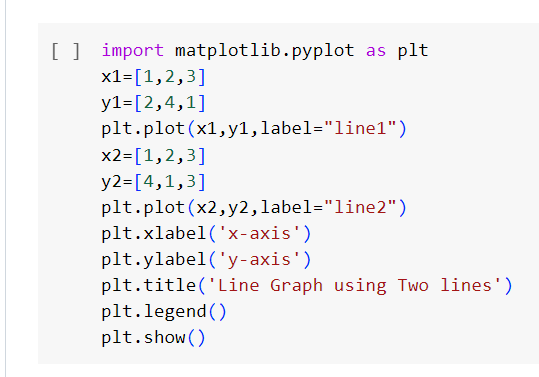 [ ] import matplotlib.pyplot as plt
x1=[1,2,3]
y1=[2,4,1]
plt.plot(x1,y1,label="line1")
x2=[1,2,3]
y2=[4,1,3]
plt.plot(x2,y2,label="line2")
plt.xlabel('x-axis')
plt.ylabel('y-axis')
plt.title('Line Graph using Two lines')
plt.legend()
plt.show()